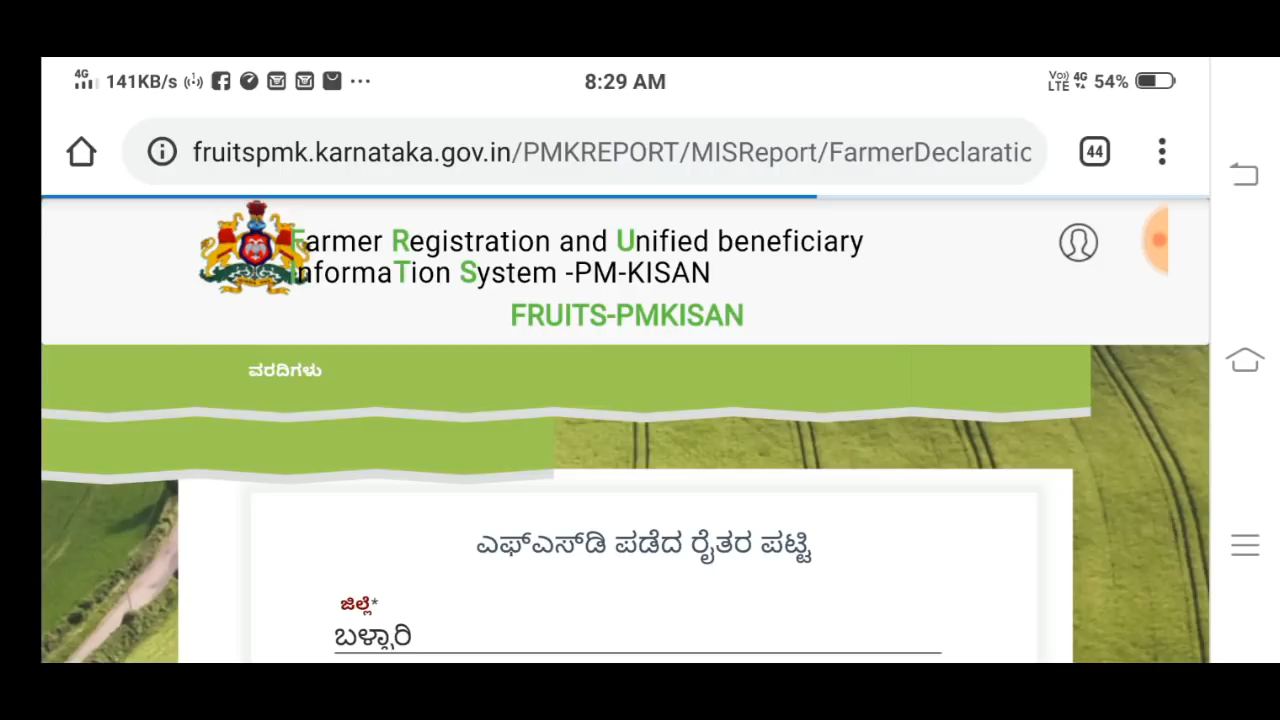 4G 141KB/s ... 8:29 AM Vo) LTE 4G 54%
fruitspmk.karnataka.gov.in/PMKREPORT/MISReport/FarmerDeclaratic 44
Farmer Registration and Unified beneficiary
InformaTion System -PM-KISAN
FRUITS-PMKISAN
ವರದಿಗಳು
ಎಫ್ಎಸ್ಡಿ ಪಡೆದ ರೈತರ ಪಟ್ಟಿ
ಜಿಲ್ಲೆ*
ಬಳ್ಳಾರಿ